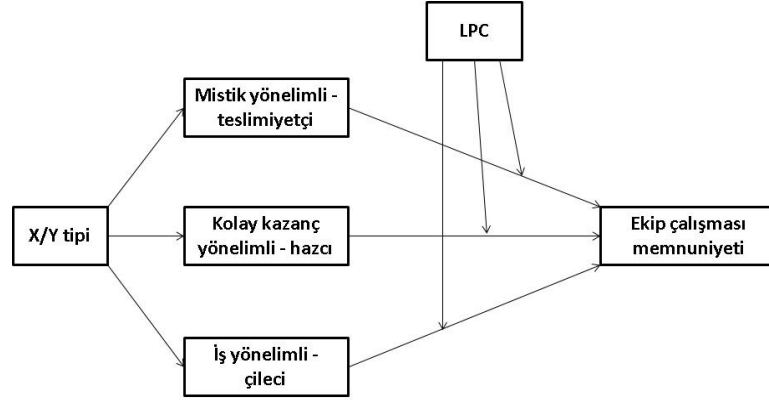 LPC
Mistik yönelimli -
teslimiyetçi
X/Y tipi
Kolay kazanç
yönelimli - hazcı
Ekip çalışması
memnuniyeti
İş yönelimli -
çileci